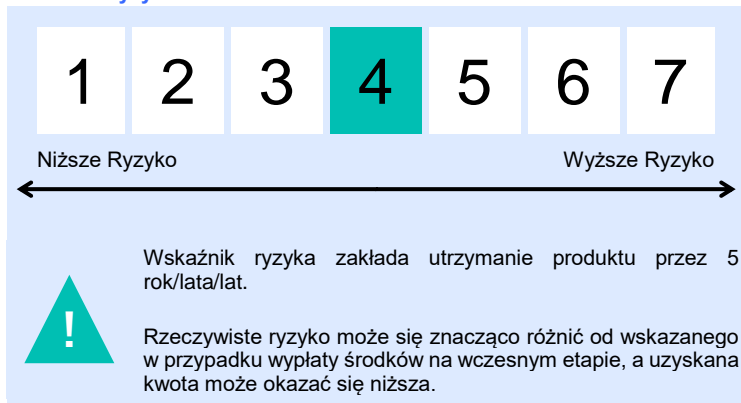 1 2 3 4 5 6 7
Niższe Ryzyko Wyższe Ryzyko
Wskaźnik ryzyka zakłada utrzymanie produktu przez 5
rok/lata/lat.
!
Rzeczywiste ryzyko może się znacząco różnić od wskazanego
w przypadku wypłaty środków na wczesnym etapie, a uzyskana
kwota może okazać się niższa.